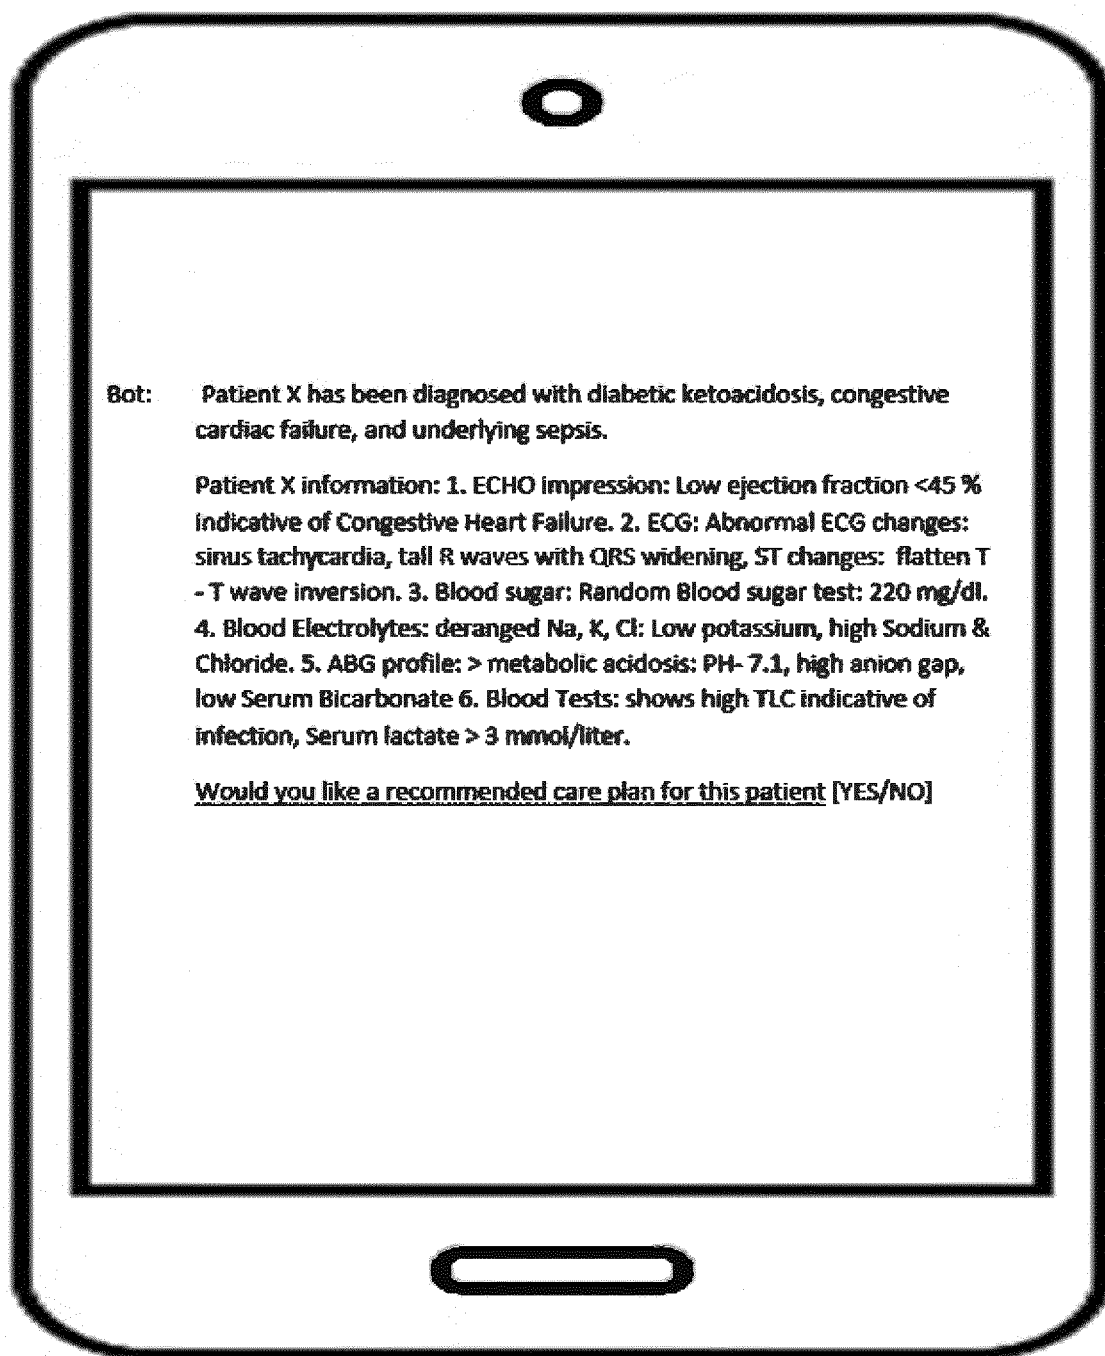 Bot: Patient X has been diagnosed with diabetic ketoacidosis, congestive
cardiac failure, and underlying sepsis.
Patient X information: 1. ECHO impression: Low ejection fraction <45 %
indicative of Congestive Heart Failure. 2. ECG: Abnormal ECG changes:
sinus tachycardia, tall R waves with QRS widening, ST changes: flatten T
- T wave inversion. 3. Blood sugar: Random Blood sugar test: 220 mg/dl.
4. Blood Electrolytes: deranged Na, K, Cl: Low potassium, high Sodium &
Chloride. 5. ABG profile: > metabolic acidosis: PH- 7.1, high anion gap,
low Serum Bicarbonate 6. Blood Tests: shows high TLC indicative of
infection, Serum lactate > 3 mmol/liter.
Would you like a recommended care plan for this patient [YES/NO]